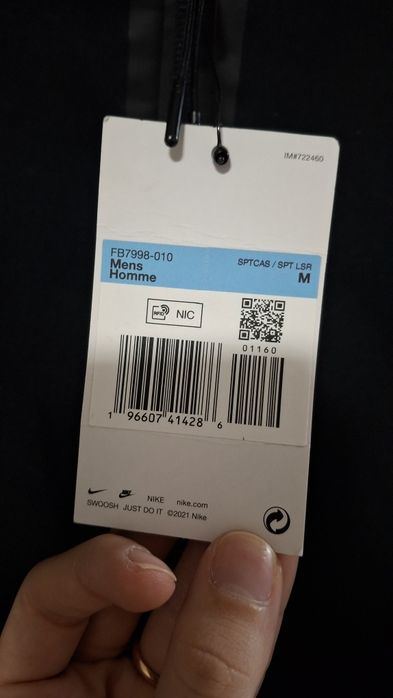 IM#722460
FB7998-010
Mens
Homme
SPTCAS / SPT LSR
M
RFID
NIC
01160
1 96607 41428 6
NIKE nike.com
SWOOSH JUST DO IT ©2021 Nike